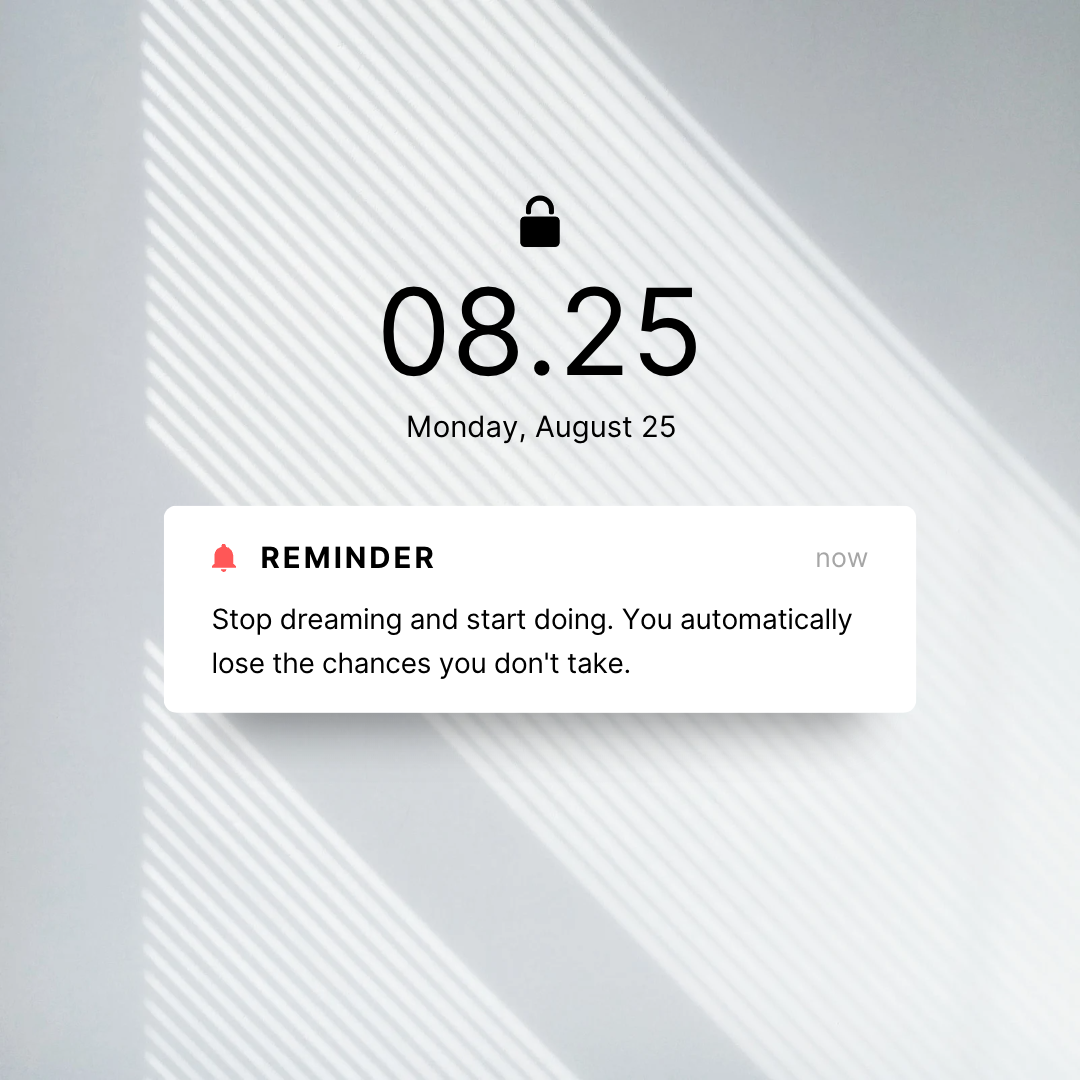 08.25
Monday, August 25
REMINDER
now
Stop dreaming and start doing. You automatically
lose the chances you don't take.